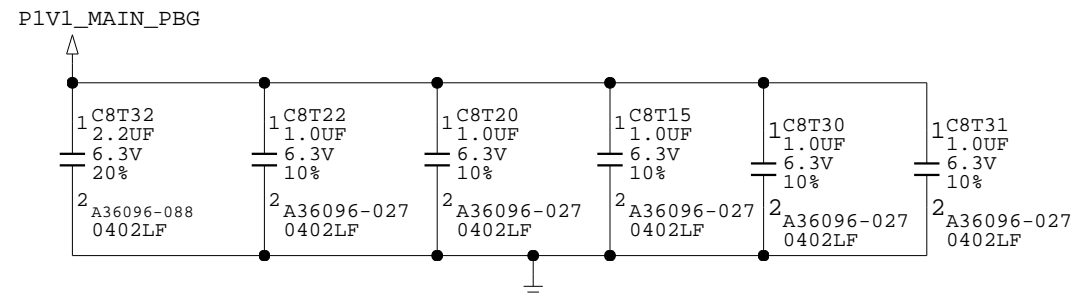 P1V1_MAIN_PBG
1 C8T32
2.2UF
6.3V
20%
2
A36096-088
0402LF
1 C8T22
1.0UF
6.3V
10%
2
A36096-027
0402LF
1 C8T20
1.0UF
6.3V
10%
2
A36096-027
0402LF
1 C8T15
1.0UF
6.3V
10%
2
A36096-027
0402LF
1 C8T30
1.0UF
6.3V
10%
2
A36096-027
0402LF
1 C8T31
1.0UF
6.3V
10%
2
A36096-027
0402LF